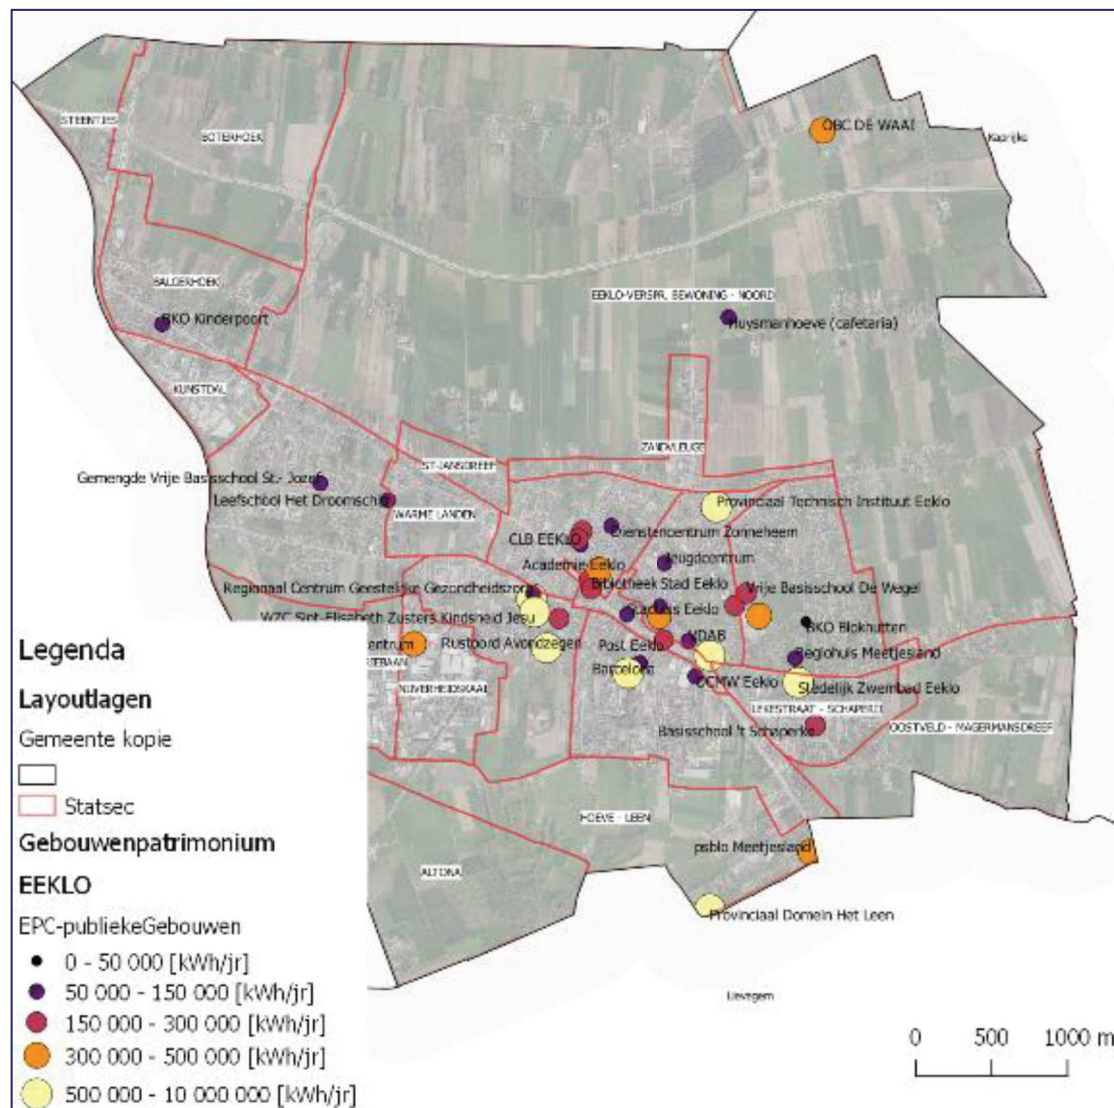 STEENTJES
BOTERHOEK
OBC DE WAAI
Kaprijke
BALGERHOEK
EEKLO-VERSPR. BEWONING - NOORD
BKO Kinderpoort
Huysmanhoeve (cafetaria)
KUNSTDAL
ZANDVLEUGE
ST-JANSDREEF
Gemengde Vrije Basisschool St.- Jozef
Leefschool Het Droomschip
WARME LANDEN
Provinciaal Technisch Instituut Eeklo
Dienstencentrum Zonneheem
CLB EEKLO
Jeugdcentrum
Academie Eeklo
Bibliotheek Stad Eeklo
Regionaal Centrum Geestelijke Gezondheidszorg
Vrije Basisschool De Wegel
WZC Sint-Elisabeth Zusters Kindsheid Jesu
Stadhuis Eeklo
BKO Blokhutten
VDAB
centrum
Rustoord Avondzegen
Post Eeklo
Regiohuis Meetjesland
Barcelona
OCMW Eeklo
Stedelijk Zwembad Eeklo
NIJVERHEIDSKAAI
LEKESTRAAT - SCHAPERIJ
Basisschool 't Schaperke
OOSTVELD - MAGERMANSDREEF
HOEVE - LEEN
psblo Meetjesland
ALTONA
Provinciaal Domein Het Leen
Lievegem
Legenda
Layoutlagen
Gemeente kopie
Statsec
Gebouwenpatrimonium
EEKLO
EPC-publiekeGebouwen
0 - 50 000 [kWh/jr]
50 000 - 150 000 [kWh/jr]
150 000 - 300 000 [kWh/jr]
300 000 - 500 000 [kWh/jr]
500 000 - 10 000 000 [kWh/jr]
0 500 1000 m